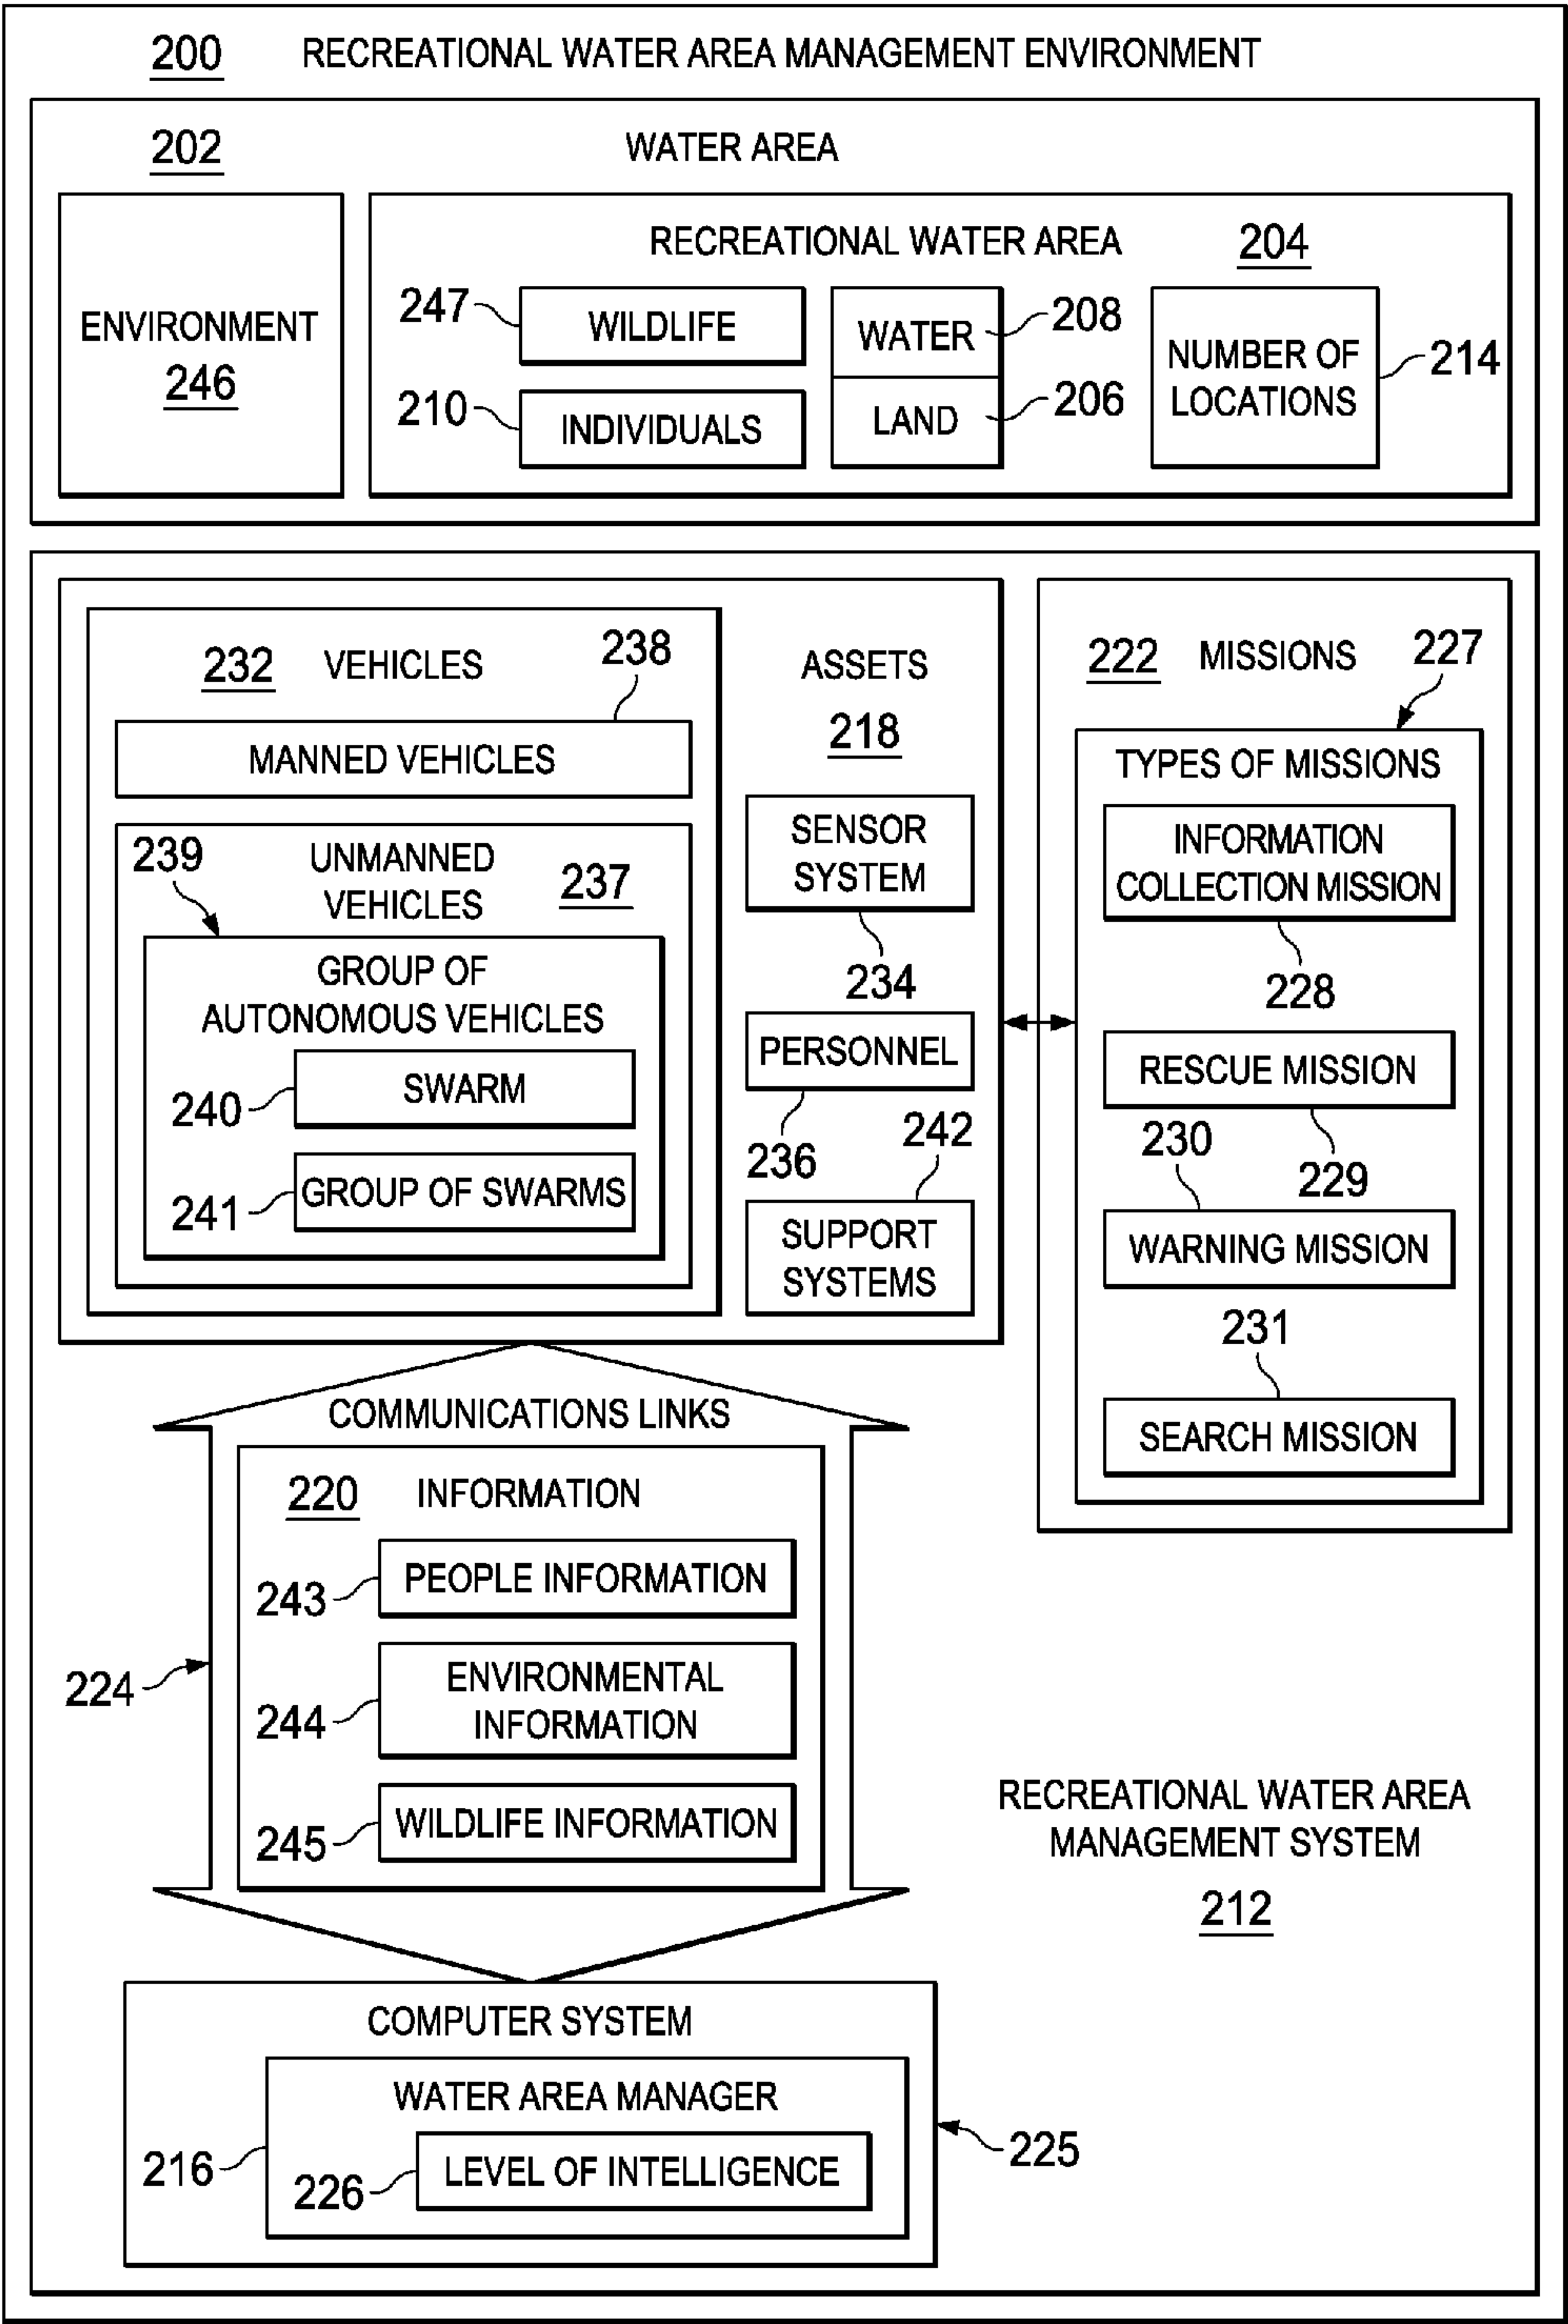 200 RECREATIONAL WATER AREA MANAGEMENT ENVIRONMENT
202 WATER AREA
ENVIRONMENT
246
RECREATIONAL WATER AREA 204
247 WILDLIFE
210 INDIVIDUALS
WATER 208
LAND 206
NUMBER OF
LOCATIONS
214
232 VEHICLES 238
MANNED VEHICLES
239 UNMANNED
VEHICLES
237
GROUP OF
AUTONOMOUS VEHICLES
240 SWARM
241 GROUP OF SWARMS
ASSETS
218
SENSOR
SYSTEM
234
PERSONNEL
236
242
SUPPORT
SYSTEMS
222 MISSIONS 227
TYPES OF MISSIONS
INFORMATION
COLLECTION MISSION
228
RESCUE MISSION
229
230
WARNING MISSION
231
SEARCH MISSION
COMMUNICATIONS LINKS
220 INFORMATION
243 PEOPLE INFORMATION
224
244 ENVIRONMENTAL
INFORMATION
245 WILDLIFE INFORMATION
RECREATIONAL WATER AREA
MANAGEMENT SYSTEM
212
COMPUTER SYSTEM
WATER AREA MANAGER
216
226 LEVEL OF INTELLIGENCE
225